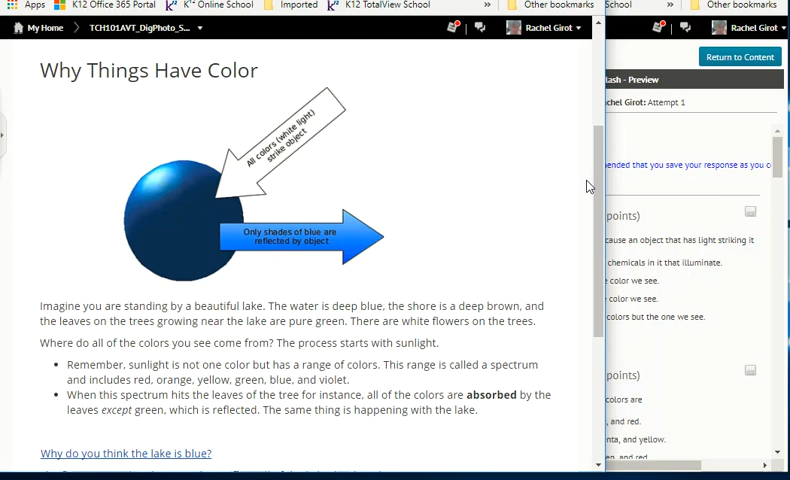 Apps K12 Office 365 Portal K¹² Online School Imported K12 TotalView School » Other bookmarks
School » Other bookmarks
My Home TCH101AVT_DigPhoto_S... Rachel Girot
Rachel Girot
Return to Content
lash - Preview
achel Girot: Attempt 1
ended that you save your response as you c
points)
cause an object that has light striking it
chemicals in it that illuminate.
e color we see.
e color we see.
colors but the one we see.
points)
colors are
, and red.
nta, and yellow.
en, and red.
Why Things Have Color
All colors (white light)
strike object
Only shades of blue are
reflected by object
Imagine you are standing by a beautiful lake. The water is deep blue, the shore is a deep brown, and
the leaves on the trees growing near the lake are pure green. There are white flowers on the trees.
Where do all of the colors you see come from? The process starts with sunlight.
• Remember, sunlight is not one color but has a range of colors. This range is called a spectrum
and includes red, orange, yellow, green, blue, and violet.
• When this spectrum hits the leaves of the tree for instance, all of the colors are absorbed by the
leaves except green, which is reflected. The same thing is happening with the lake.
Why do you think the lake is blue?